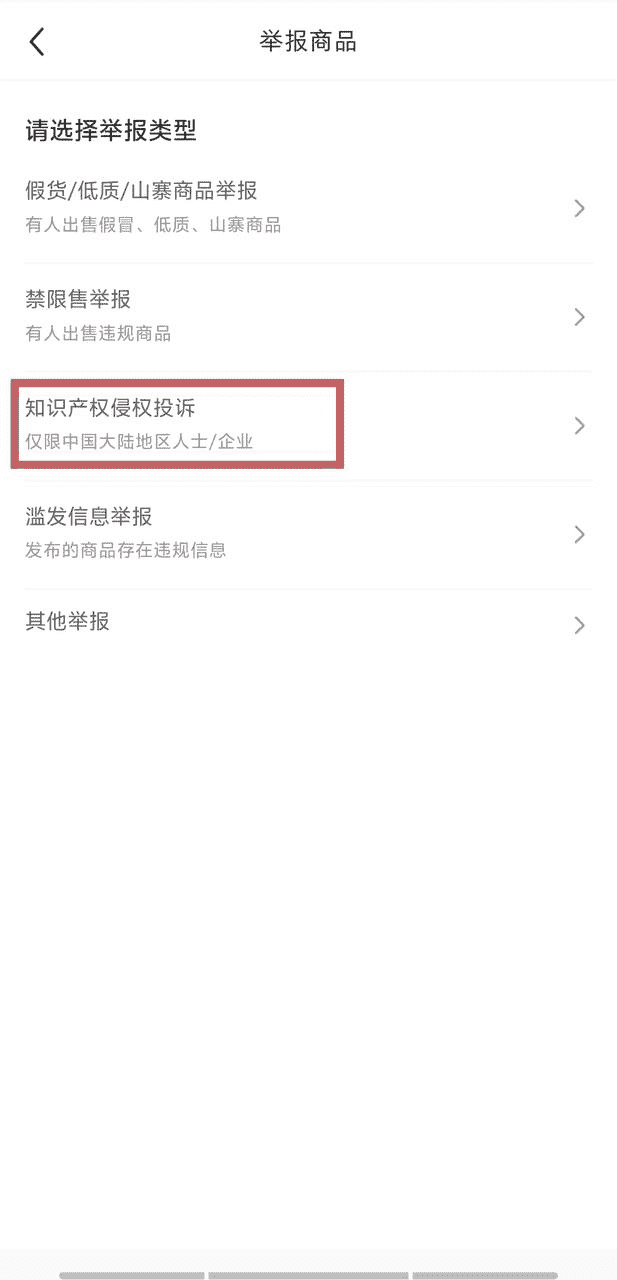 举报商品
请选择举报类型
假货/低质/山寨商品举报
有人出售假冒、低质、山寨商品
禁限售举报
有人出售违规商品
知识产权侵权投诉
仅限中国大陆地区人士/企业
滥发信息举报
发布的商品存在违规信息
其他举报